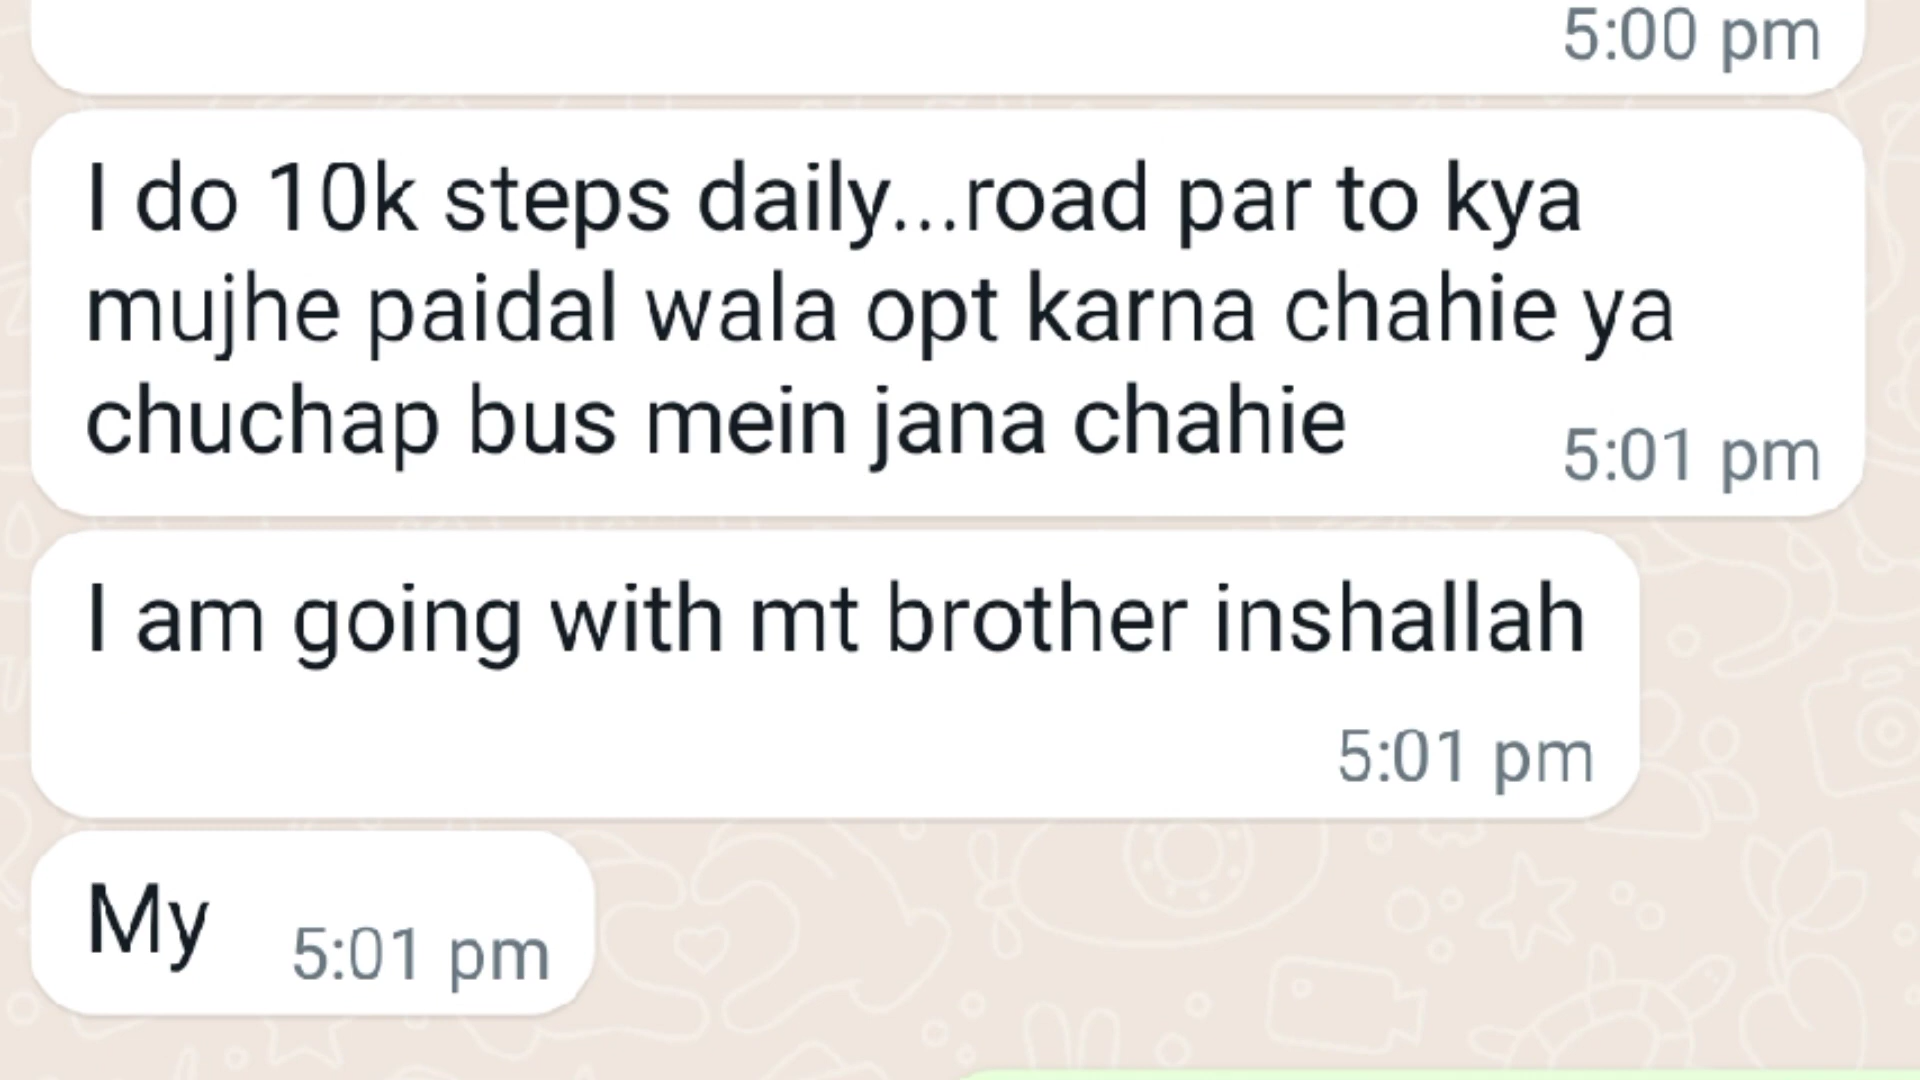 5:00 pm
I do 10k steps daily...road par to kya
mujhe paidal wala opt karna chahie ya
chuchap bus mein jana chahie
5:01 pm
I am going with mt brother inshallah
5:01 pm
My 5:01 pm